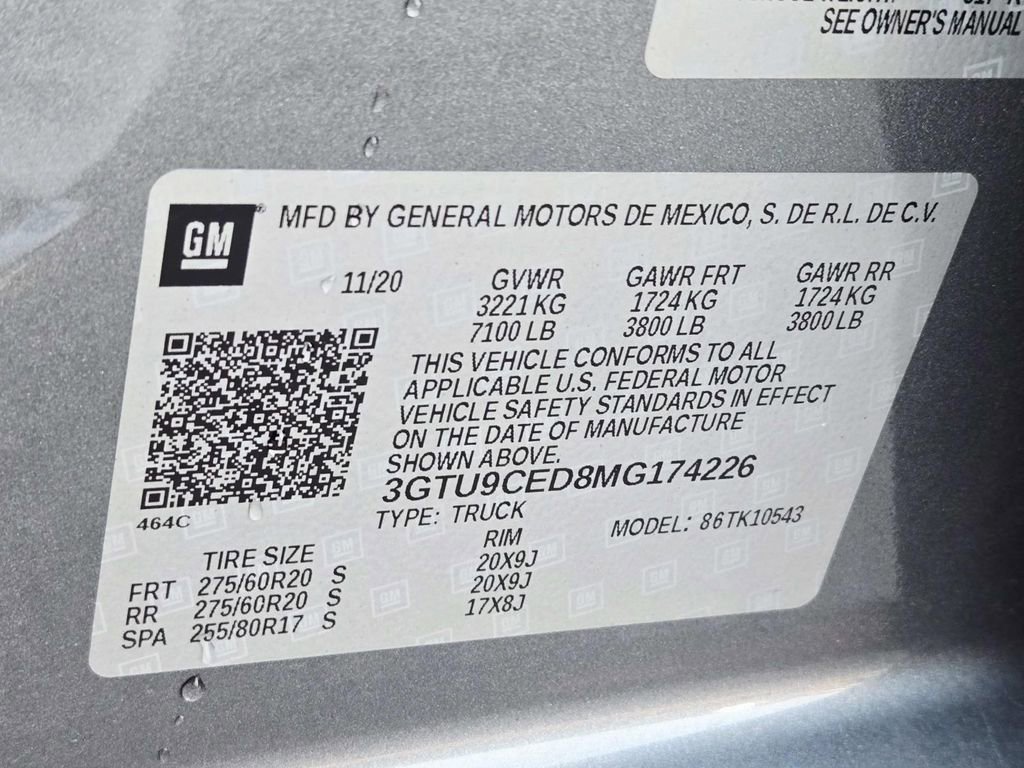 SEE OWNER'S MANUAL
GM
MFD BY GENERAL MOTORS DE MEXICO, S. DE R.L. DE C.V.
11/20 GVWR GAWR FRT GAWR RR
3221 KG 1724 KG 1724 KG
7100 LB 3800 LB 3800 LB
THIS VEHICLE CONFORMS TO ALL
APPLICABLE U.S. FEDERAL MOTOR
VEHICLE SAFETY STANDARDS IN EFFECT
ON THE DATE OF MANUFACTURE
SHOWN ABOVE.
3GTU9CED8MG174226
464C
TYPE: TRUCK MODEL: 86TK10543
TIRE SIZE RIM
FRT 275/60R20 S 20X9J
RR 275/60R20 S 20X9J
SPA 255/80R17 S 17X8J